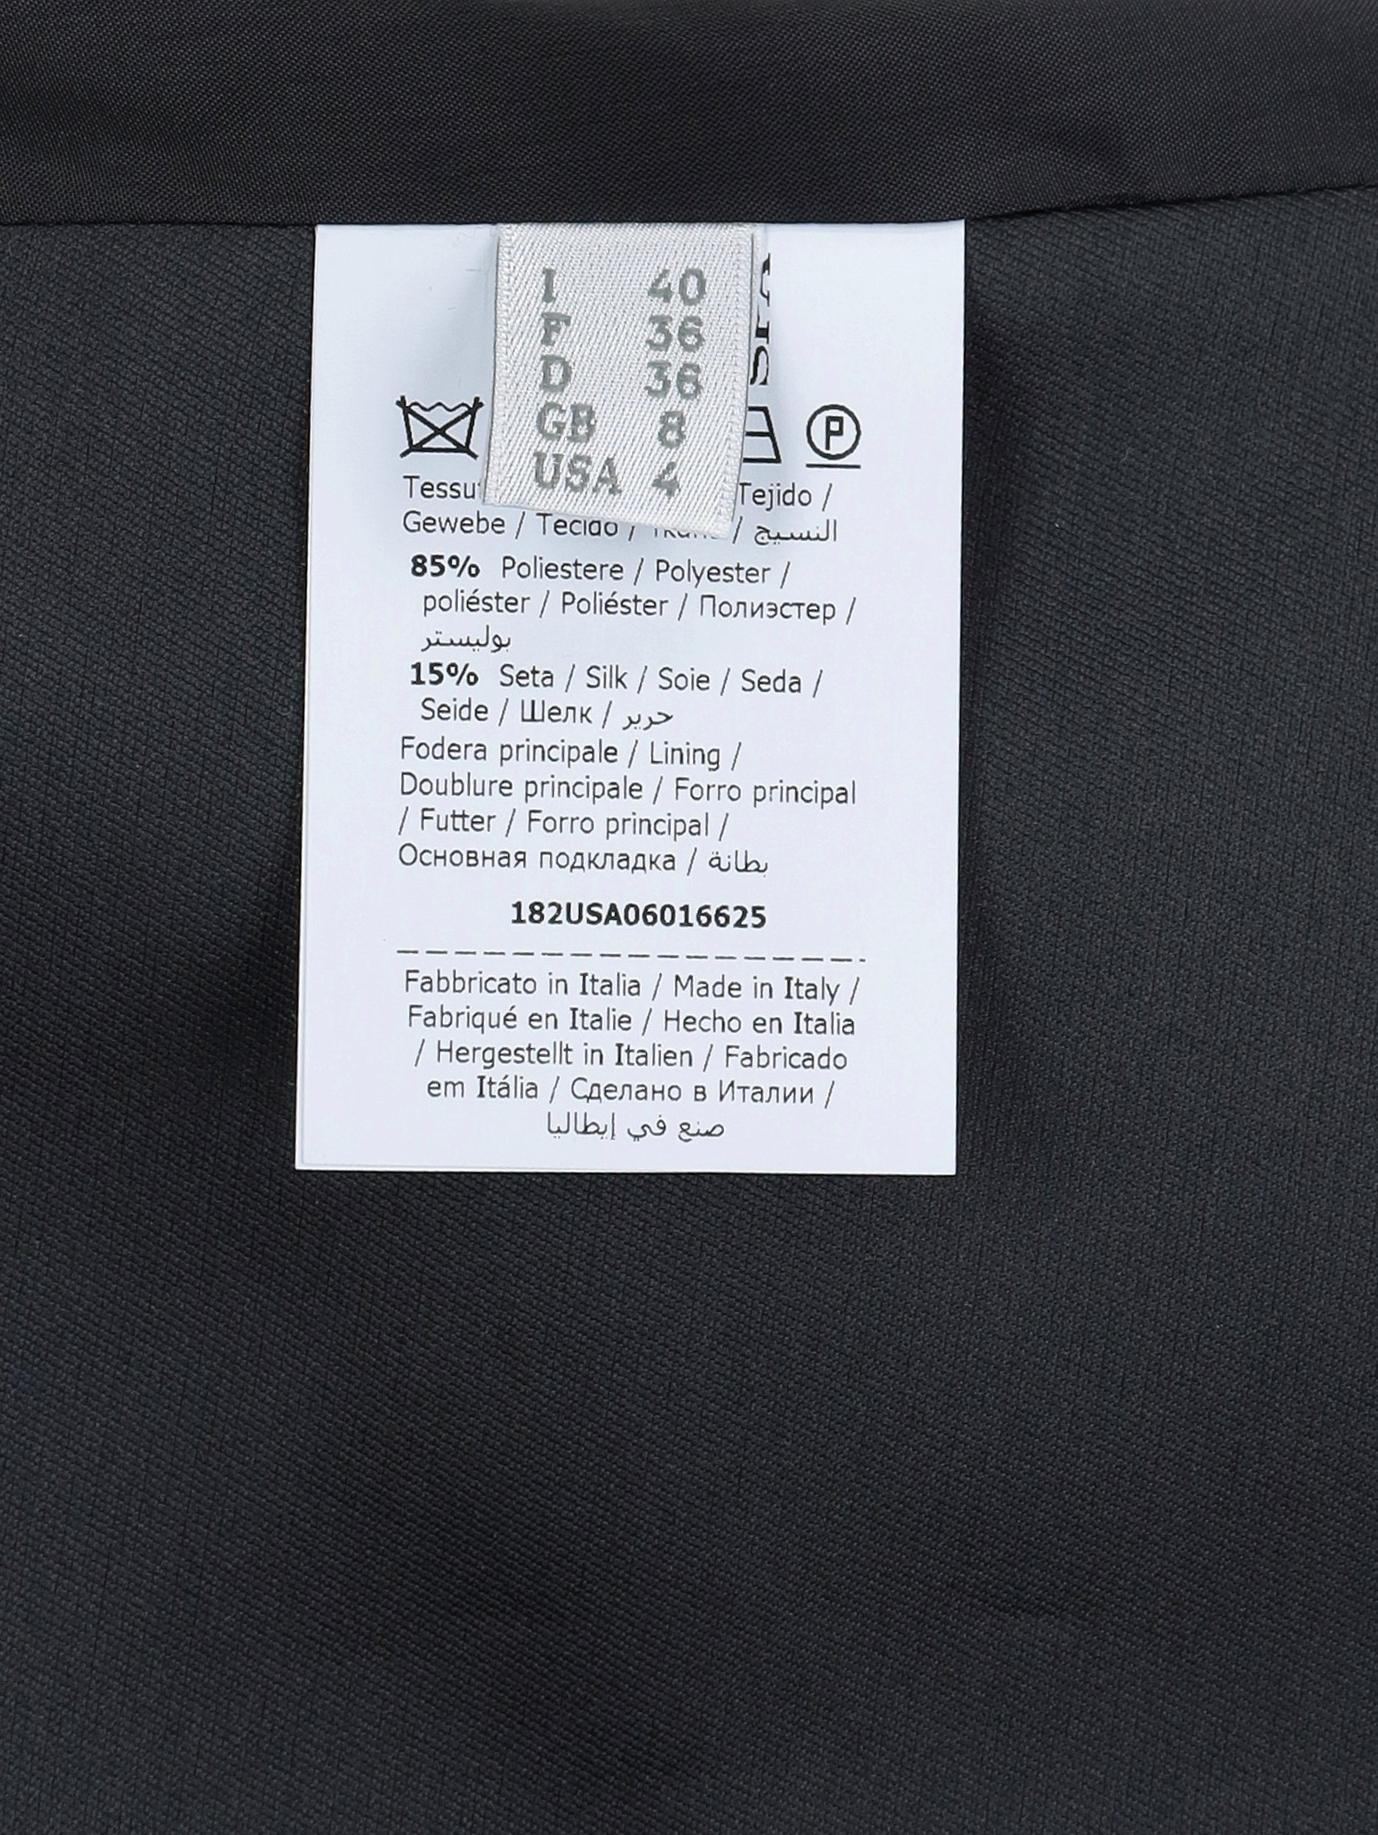 I 40
F 36
D 36
GB 8
USA 4
P
Tejido /
Gewebe / Tecido / / النسيج
85% Poliestere / Polyester /
poliéster / Poliéster / Полиэстер /
بوليستر
15% Seta / Silk / Soie / Seda /
Seide / Шелк / حرير
Fodera principale / Lining /
Doublure principale / Forro principal
/ Futter / Forro principal /
Основная подкладка / بطانة
182USA06016625
Fabbricato in Italia / Made in Italy /
Fabriqué en Italie / Hecho en Italia
/ Hergestellt in Italien / Fabricado
em Itália / Сделано в Италии /
صنع في إيطاليا